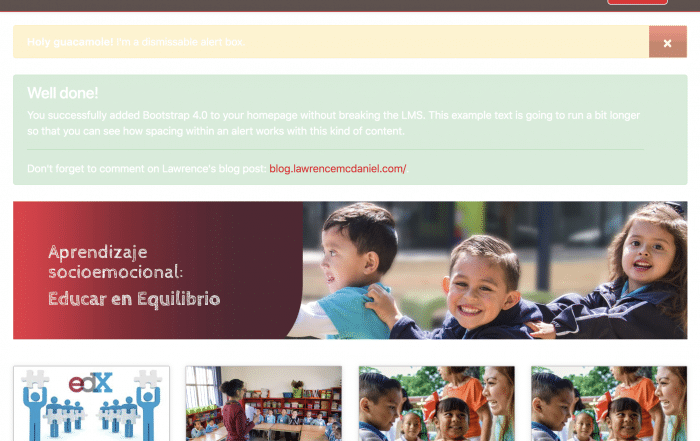 Holy guacamole! I'm a dismissable alert box.
×
Well done!
You successfully added Bootstrap 4.0 to your homepage without breaking the LMS. This example text is going to run a bit longer
so that you can see how spacing within an alert works with this kind of content.
Don't forget to comment on Lawrence's blog post: blog.lawrencemcdaniel.com/.
Aprendizaje
socioemocional:
Educar en Equilibrio
edX